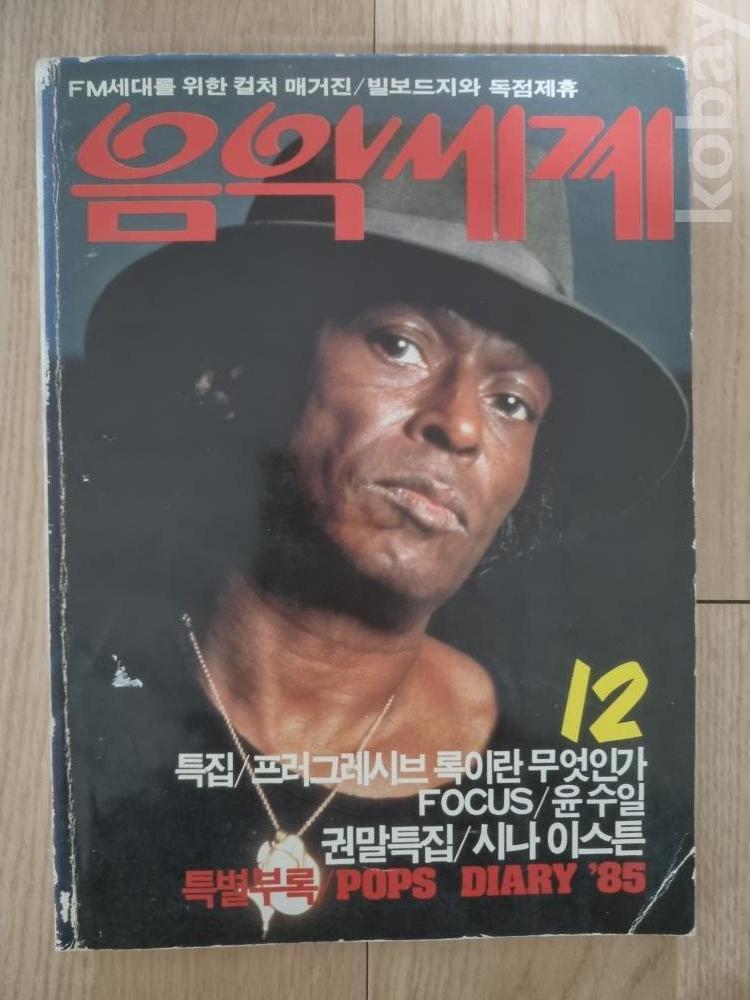 FM세대를 위한 컬처 매거진/빌보드지와 독점제휴
음악세계
12
특집/프러그레시브 록이란 무엇인가
FOCUS/윤수일
권말특집/시나 이스튼
특별부록/POPS DIARY '85
kobay